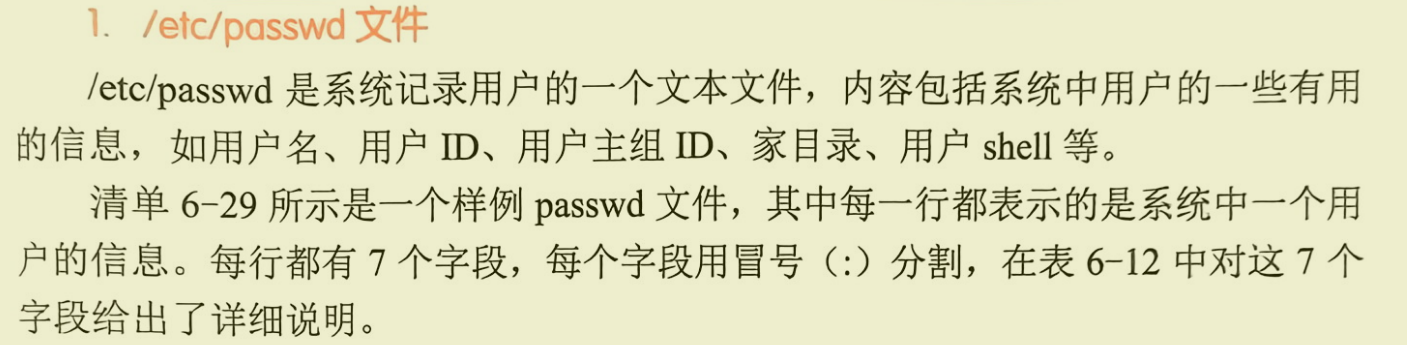 1. /etc/passwd 文件
/etc/passwd 是系统记录用户的一个文本文件，内容包括系统中用户的一些有用
的信息，如用户名、用户 ID、用户主组 ID、家目录、用户 shell 等。
清单 6-29 所示是一个样例 passwd 文件，其中每一行都表示的是系统中一个用
户的信息。每行都有 7 个字段，每个字段用冒号（:）分割，在表 6-12 中对这 7 个
字段给出了详细说明。